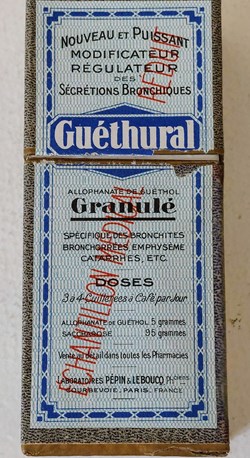 NOUVEAU ET PUISSANT
MODIFICATEUR
RÉGULATEUR
DES
SÉCRÉTIONS BRONCHIQUES
Guéthural
ALLOPHANATE DE GUÉTHOL
Granulé
SPÉCIFIQUE DES BRONCHITES
BRONCHORRÉES, EMPHYSÈME
CATARRHES, ETC.
DOSES
3 à 4 Cuillerées à Café par Jour
ALLOPHANATE DE GUÉTHOL 5 grammes
SACCHAROSE 95 grammes
Vente au détail dans toutes les Pharmacies
LABORATOIRES PÉPIN & LEBOUCQ
COURBEVOIE, PARIS, FRANCE
ÉCHANTILLON MÉDICAL